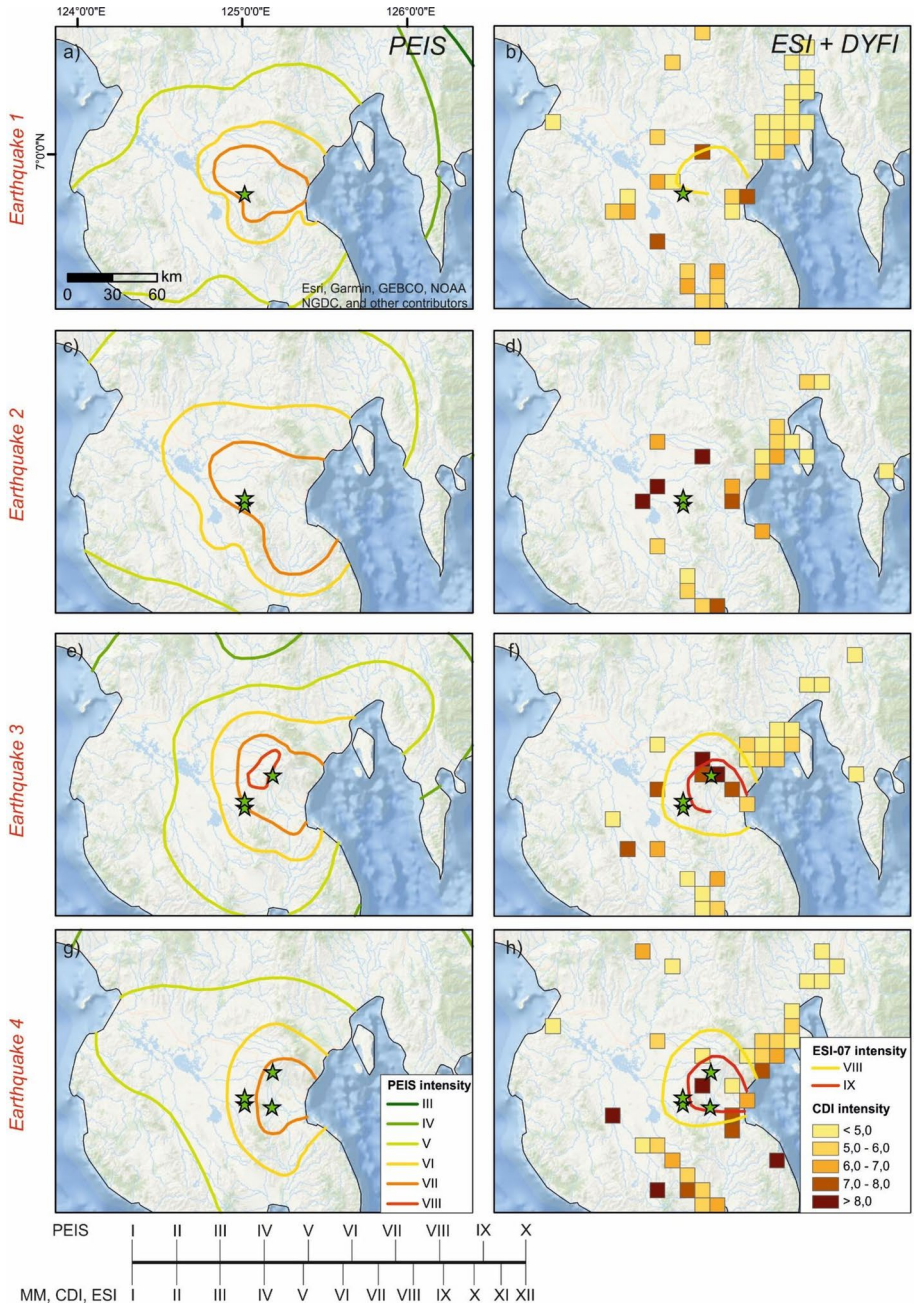 124°0'0"E 125°0'0"E 126°0'0"E
a) PEIS
b) ESI + DYFI
Earthquake 1
7°0'0"N
km
0 30 60
Esri, Garmin, GEBCO, NOAA
NGDC, and other contributors
c)
d)
Earthquake 2
e)
f)
Earthquake 3
g)
h)
Earthquake 4
PEIS intensity
III
IV
V
VI
VII
VIII
ESI-07 intensity
VIII
IX
CDI intensity
< 5,0
5,0 - 6,0
6,0 - 7,0
7,0 - 8,0
> 8,0
PEIS I II III IV V VI VII VIII IX X
MM, CDI, ESI I II III IV V VI VII VIII IX X XI XII